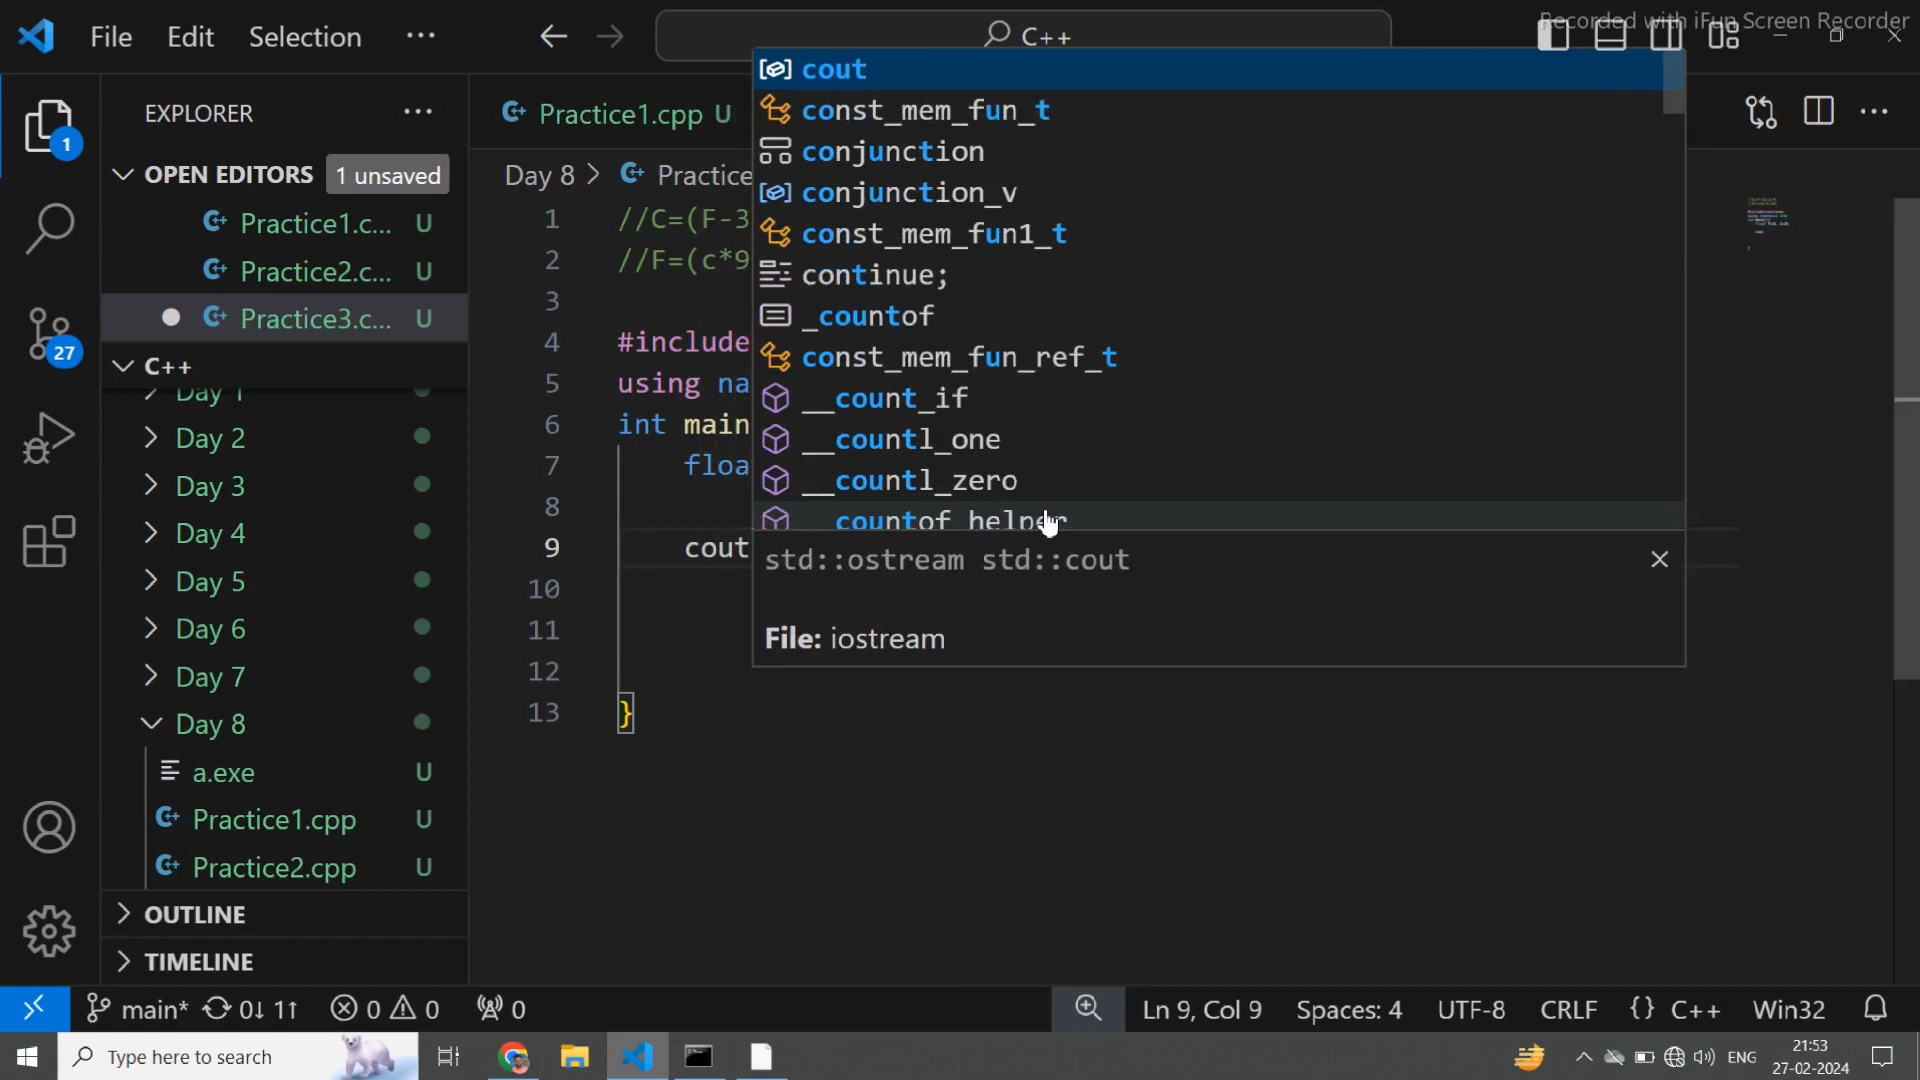 Recorded with iFun Screen Recorder
File Edit Selection ··· C++
EXPLORER ···
OPEN EDITORS 1 unsaved
Practice1.c... U
Practice2.c... U
Practice3.c... U
C++
Day 1
Day 2
Day 3
Day 4
Day 5
Day 6
Day 7
Day 8
a.exe U
Practice1.cpp U
Practice2.cpp U
OUTLINE
TIMELINE
Practice1.cpp U
Day 8 > Practice
1 //C=(F-3
2 //F=(c*9
3
4 #include
5 using na
6 int main
7 floa
8
9 cout
10
11
12
13 }
cout
const_mem_fun_t
conjunction
conjunction_v
const_mem_fun1_t
continue;
_countof
const_mem_fun_ref_t
__count_if
__countl_one
__countl_zero
__countof_helper
std::ostream std::cout
File: iostream
main* 0↓ 1↑ 0 0 0 Ln 9, Col 9 Spaces: 4 UTF-8 CRLF {} C++ Win32
Type here to search ENG 21:53
27-02-2024
1
27